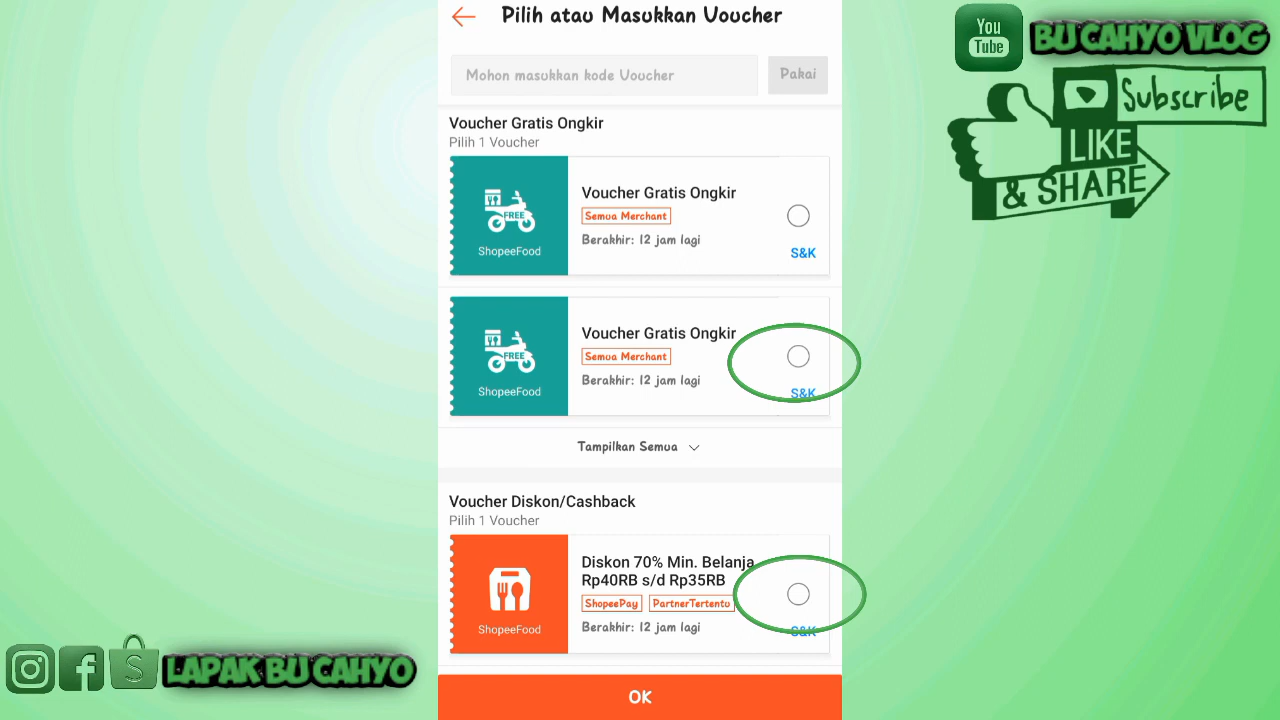 Pilih atau Masukkan Voucher
Mohon masukkan kode Voucher
Pakai
Voucher Gratis Ongkir
Pilih 1 Voucher
FREE
ShopeeFood
Voucher Gratis Ongkir
Semua Merchant
Berakhir: 12 jam lagi
S&K
FREE
ShopeeFood
Voucher Gratis Ongkir
Semua Merchant
Berakhir: 12 jam lagi
S&K
Tampilkan Semua
Voucher Diskon/Cashback
Pilih 1 Voucher
ShopeeFood
Diskon 70% Min. Belanja
Rp40RB s/d Rp35RB
ShopeePay PartnerTertentu
Berakhir: 12 jam lagi
S&K
OK
You
Tube
BU CAHYO VLOG
Subscribe
LIKE
& SHARE
S
LAPAK BU CAHYO